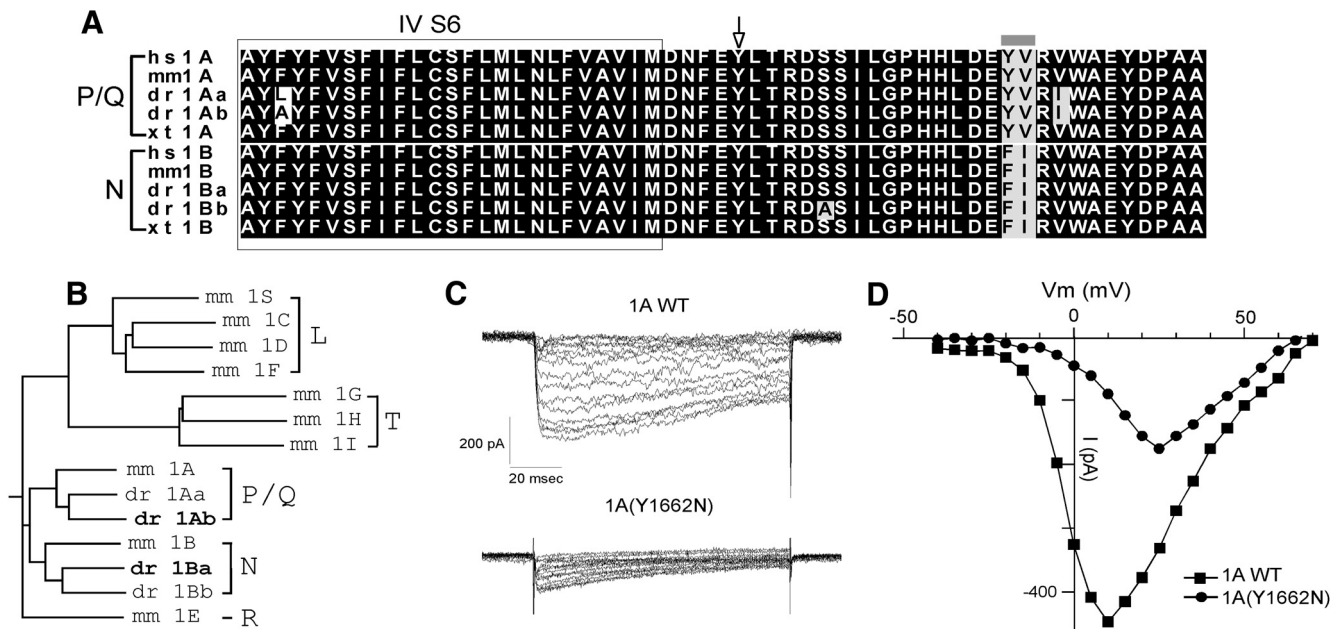 A
IV S6
P/Q
hs1A AYFYFVSFIFLCSFLMLNLFVAVIMDNFEYLTRDSSILGPHHLDEYVRVWAEYDPAA
mm1A AYFYFVSFIFLCSFLMLNLFVAVIMDNFEYLTRDSSILGPHHLDEYVRVWAEYDPAA
dr1Aa AYLYFVSFIFLCSFLMLNLFVAVIMDNFEYLTRDSSILGPHHLDEYVRVWAEYDPAA
dr1Ab AYAYFVSFIFLCSFLMLNLFVAVIMDNFEYLTRDSSILGPHHLDEYVRIWAEYDPAA
xt1A AYFYFVSFIFLCSFLMLNLFVAVIMDNFEYLTRDSSILGPHHLDEYVRVWAEYDPAA
N
hs1B AYFYFVSFIFLCSFLMLNLFVAVIMDNFEYLTRDSSILGPHHLDEFIRVWAEYDPAA
mm1B AYFYFVSFIFLCSFLMLNLFVAVIMDNFEYLTRDSSILGPHHLDEFIRVWAEYDPAA
dr1Ba AYFYFVSFIFLCSFLMLNLFVAVIMDNFEYLTRDSSILGPHHLDEFIRVWAEYDPAA
dr1Bb AYFYFVSFIFLCSFLMLNLFVAVIMDNFEYLTRDASILGPHHLDEFIRVWAEYDPAA
xt1B AYFYFVSFIFLCSFLMLNLFVAVIMDNFEYLTRDSSILGPHHLDEFIRVWAEYDPAA
B
mm 1S
mm 1C
mm 1D
mm 1F
L
mm 1G
mm 1H
mm 1I
T
mm 1A
dr 1Aa
dr 1Ab
P/Q
mm 1B
dr 1Ba
dr 1Bb
N
mm 1E
R
C
1A WT
200 pA
20 msec
1A(Y1662N)
D
Vm (mV)
-50
0
50
I (pA)
-400
1A WT
1A(Y1662N)